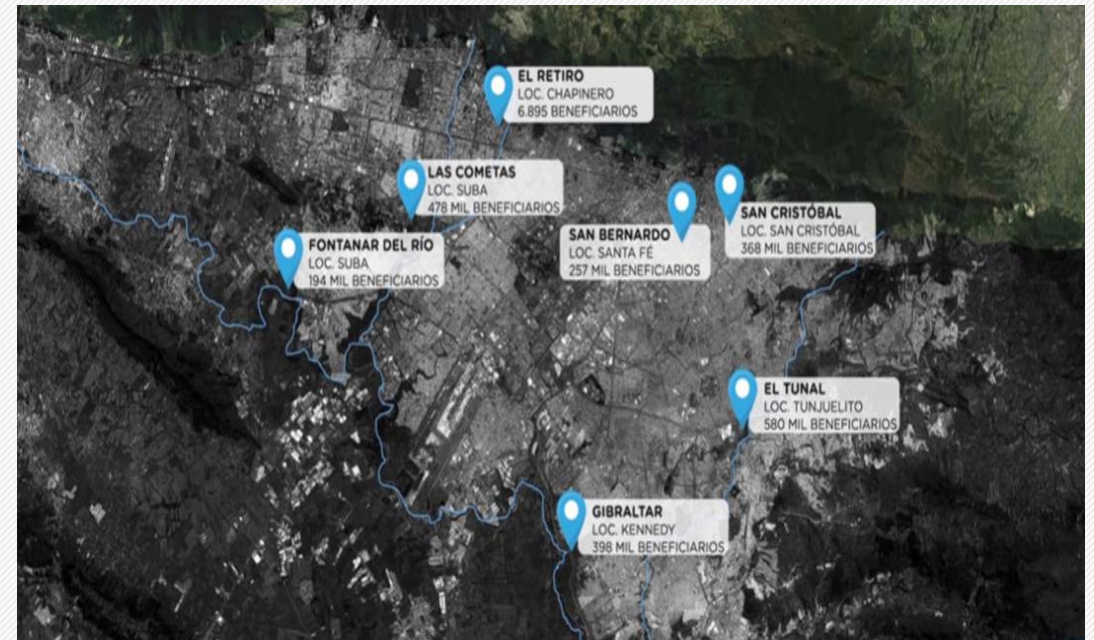 EL RETIRO
LOC. CHAPINERO
6.895 BENEFICIARIOS
LAS COMETAS
LOC. SUBA
478 MIL BENEFICIARIOS
SAN CRISTÓBAL
LOC. SAN CRISTÓBAL
368 MIL BENEFICIARIOS
SAN BERNARDO
LOC. SANTA FÉ
257 MIL BENEFICIARIOS
FONTANAR DEL RÍO
LOC. SUBA
194 MIL BENEFICIARIOS
EL TUNAL
LOC. TUNJUELITO
580 MIL BENEFICIARIOS
GIBRALTAR
LOC. KENNEDY
398 MIL BENEFICIARIOS